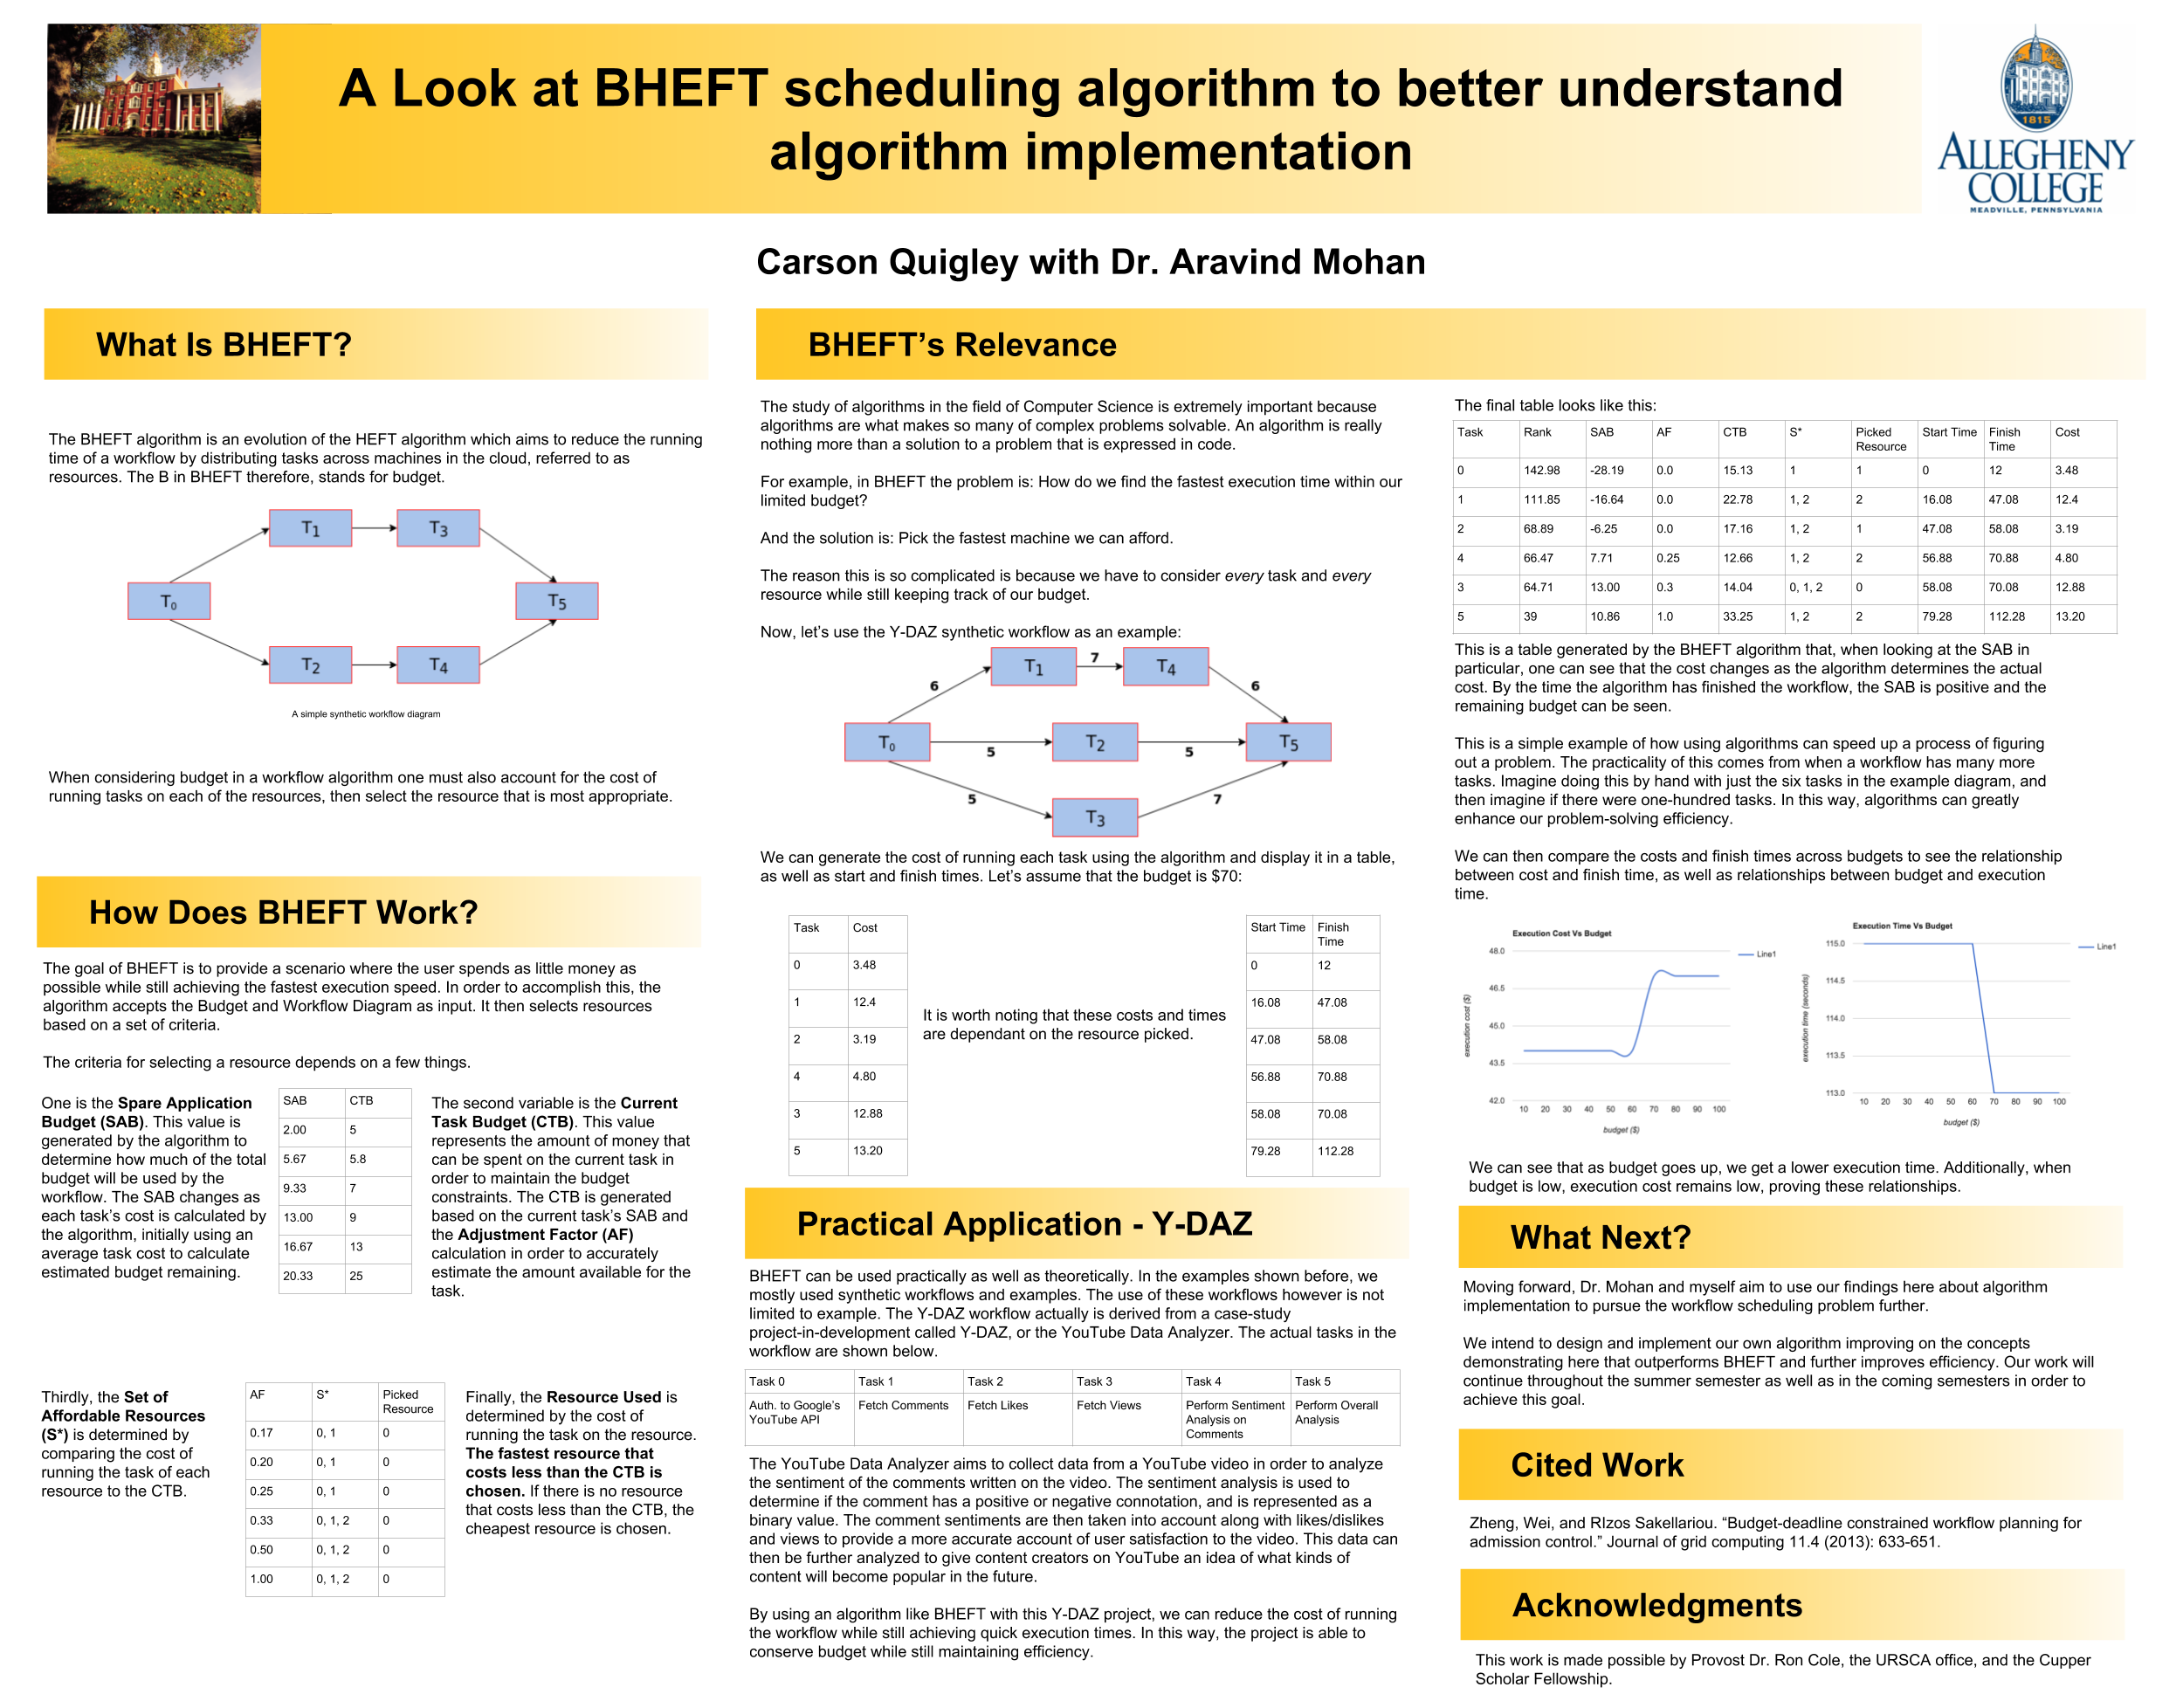 A Look at BHEFT scheduling algorithm to better understand
algorithm implementation
1815
ALLEGHENY
COLLEGE
MEADVILLE, PENNSYLVANIA
Carson Quigley with Dr. Aravind Mohan
What Is BHEFT?
The BHEFT algorithm is an evolution of the HEFT algorithm which aims to reduce the running
time of a workflow by distributing tasks across machines in the cloud, referred to as
resources. The B in BHEFT therefore, stands for budget.
T1 T3
T0 T5
T2 T4
A simple synthetic workflow diagram
When considering budget in a workflow algorithm one must also account for the cost of
running tasks on each of the resources, then select the resource that is most appropriate.
How Does BHEFT Work?
The goal of BHEFT is to provide a scenario where the user spends as little money as
possible while still achieving the fastest execution speed. In order to accomplish this, the
algorithm accepts the Budget and Workflow Diagram as input. It then selects resources
based on a set of criteria.
The criteria for selecting a resource depends on a few things.
One is the Spare Application
Budget (SAB). This value is
generated by the algorithm to
determine how much of the total
budget will be used by the
workflow. The SAB changes as
each task's cost is calculated by
the algorithm, initially using an
average task cost to calculate
estimated budget remaining.
SAB CTB
2.00 5
5.67 5.8
9.33 7
13.00 9
16.67 13
20.33 25
The second variable is the Current
Task Budget (CTB). This value
represents the amount of money that
can be spent on the current task in
order to maintain the budget
constraints. The CTB is generated
based on the current task's SAB and
the Adjustment Factor (AF)
calculation in order to accurately
estimate the amount available for the
task.
Thirdly, the Set of
Affordable Resources
(S*) is determined by
comparing the cost of
running the task of each
resource to the CTB.
AF S* Picked
Resource
0.17 0, 1 0
0.20 0, 1 0
0.25 0, 1 0
0.33 0, 1, 2 0
0.50 0, 1, 2 0
1.00 0, 1, 2 0
Finally, the Resource Used is
determined by the cost of
running the task on the resource.
The fastest resource that
costs less than the CTB is
chosen. If there is no resource
that costs less than the CTB, the
cheapest resource is chosen.
BHEFT's Relevance
The study of algorithms in the field of Computer Science is extremely important because
algorithms are what makes so many of complex problems solvable. An algorithm is really
nothing more than a solution to a problem that is expressed in code.
For example, in BHEFT the problem is: How do we find the fastest execution time within our
limited budget?
And the solution is: Pick the fastest machine we can afford.
The reason this is so complicated is because we have to consider every task and every
resource while still keeping track of our budget.
Now, let's use the Y-DAZ synthetic workflow as an example:
T1 7 T4
6 6
T0 5 T2 5 T5
5 7
T3
We can generate the cost of running each task using the algorithm and display it in a table,
as well as start and finish times. Let's assume that the budget is $70:
Task Cost
0 3.48
1 12.4
2 3.19
4 4.80
3 12.88
5 13.20
It is worth noting that these costs and times
are dependant on the resource picked.
Start Time Finish
Time
0 12
16.08 47.08
47.08 58.08
56.88 70.88
58.08 70.08
79.28 112.28
Practical Application - Y-DAZ
BHEFT can be used practically as well as theoretically. In the examples shown before, we
mostly used synthetic workflows and examples. The use of these workflows however is not
limited to example. The Y-DAZ workflow actually is derived from a case-study
project-in-development called Y-DAZ, or the YouTube Data Analyzer. The actual tasks in the
workflow are shown below.
Task 0 Task 1 Task 2 Task 3 Task 4 Task 5
Auth. to Google's Fetch Comments Fetch Likes Fetch Views Perform Sentiment Perform Overall
YouTube API Analysis on Analysis
Comments
The YouTube Data Analyzer aims to collect data from a YouTube video in order to analyze
the sentiment of the comments written on the video. The sentiment analysis is used to
determine if the comment has a positive or negative connotation, and is represented as a
binary value. The comment sentiments are then taken into account along with likes/dislikes
and views to provide a more accurate account of user satisfaction to the video. This data can
then be further analyzed to give content creators on YouTube an idea of what kinds of
content will become popular in the future.
By using an algorithm like BHEFT with this Y-DAZ project, we can reduce the cost of running
the workflow while still achieving quick execution times. In this way, the project is able to
conserve budget while still maintaining efficiency.
The final table looks like this:
Task Rank SAB AF CTB S* Picked Start Time Finish Cost
Resource Time
0 142.98 -28.19 0.0 15.13 1 1 0 12 3.48
1 111.85 -16.64 0.0 22.78 1, 2 2 16.08 47.08 12.4
2 68.89 -6.25 0.0 17.16 1, 2 1 47.08 58.08 3.19
4 66.47 7.71 0.25 12.66 1, 2 2 56.88 70.88 4.80
3 64.71 13.00 0.3 14.04 0, 1, 2 0 58.08 70.08 12.88
5 39 10.86 1.0 33.25 1, 2 2 79.28 112.28 13.20
This is a table generated by the BHEFT algorithm that, when looking at the SAB in
particular, one can see that the cost changes as the algorithm determines the actual
cost. By the time the algorithm has finished the workflow, the SAB is positive and the
remaining budget can be seen.
This is a simple example of how using algorithms can speed up a process of figuring
out a problem. The practicality of this comes from when a workflow has many more
tasks. Imagine doing this by hand with just the six tasks in the example diagram, and
then imagine if there were one-hundred tasks. In this way, algorithms can greatly
enhance our problem-solving efficiency.
We can then compare the costs and finish times across budgets to see the relationship
between cost and finish time, as well as relationships between budget and execution
time.
Execution Cost Vs Budget
Line1
execution cost ($)
48.0
46.5
45.0
43.5
42.0
10 20 30 40 50 60 70 80 90 100
budget ($)
Execution Time Vs Budget
Line1
execution time (seconds)
115.0
114.5
114.0
113.5
113.0
10 20 30 40 50 60 70 80 90 100
budget ($)
We can see that as budget goes up, we get a lower execution time. Additionally, when
budget is low, execution cost remains low, proving these relationships.
What Next?
Moving forward, Dr. Mohan and myself aim to use our findings here about algorithm
implementation to pursue the workflow scheduling problem further.
We intend to design and implement our own algorithm improving on the concepts
demonstrating here that outperforms BHEFT and further improves efficiency. Our work will
continue throughout the summer semester as well as in the coming semesters in order to
achieve this goal.
Cited Work
Zheng, Wei, and RIzos Sakellariou. “Budget-deadline constrained workflow planning for
admission control.” Journal of grid computing 11.4 (2013): 633-651.
Acknowledgments
This work is made possible by Provost Dr. Ron Cole, the URSCA office, and the Cupper
Scholar Fellowship.